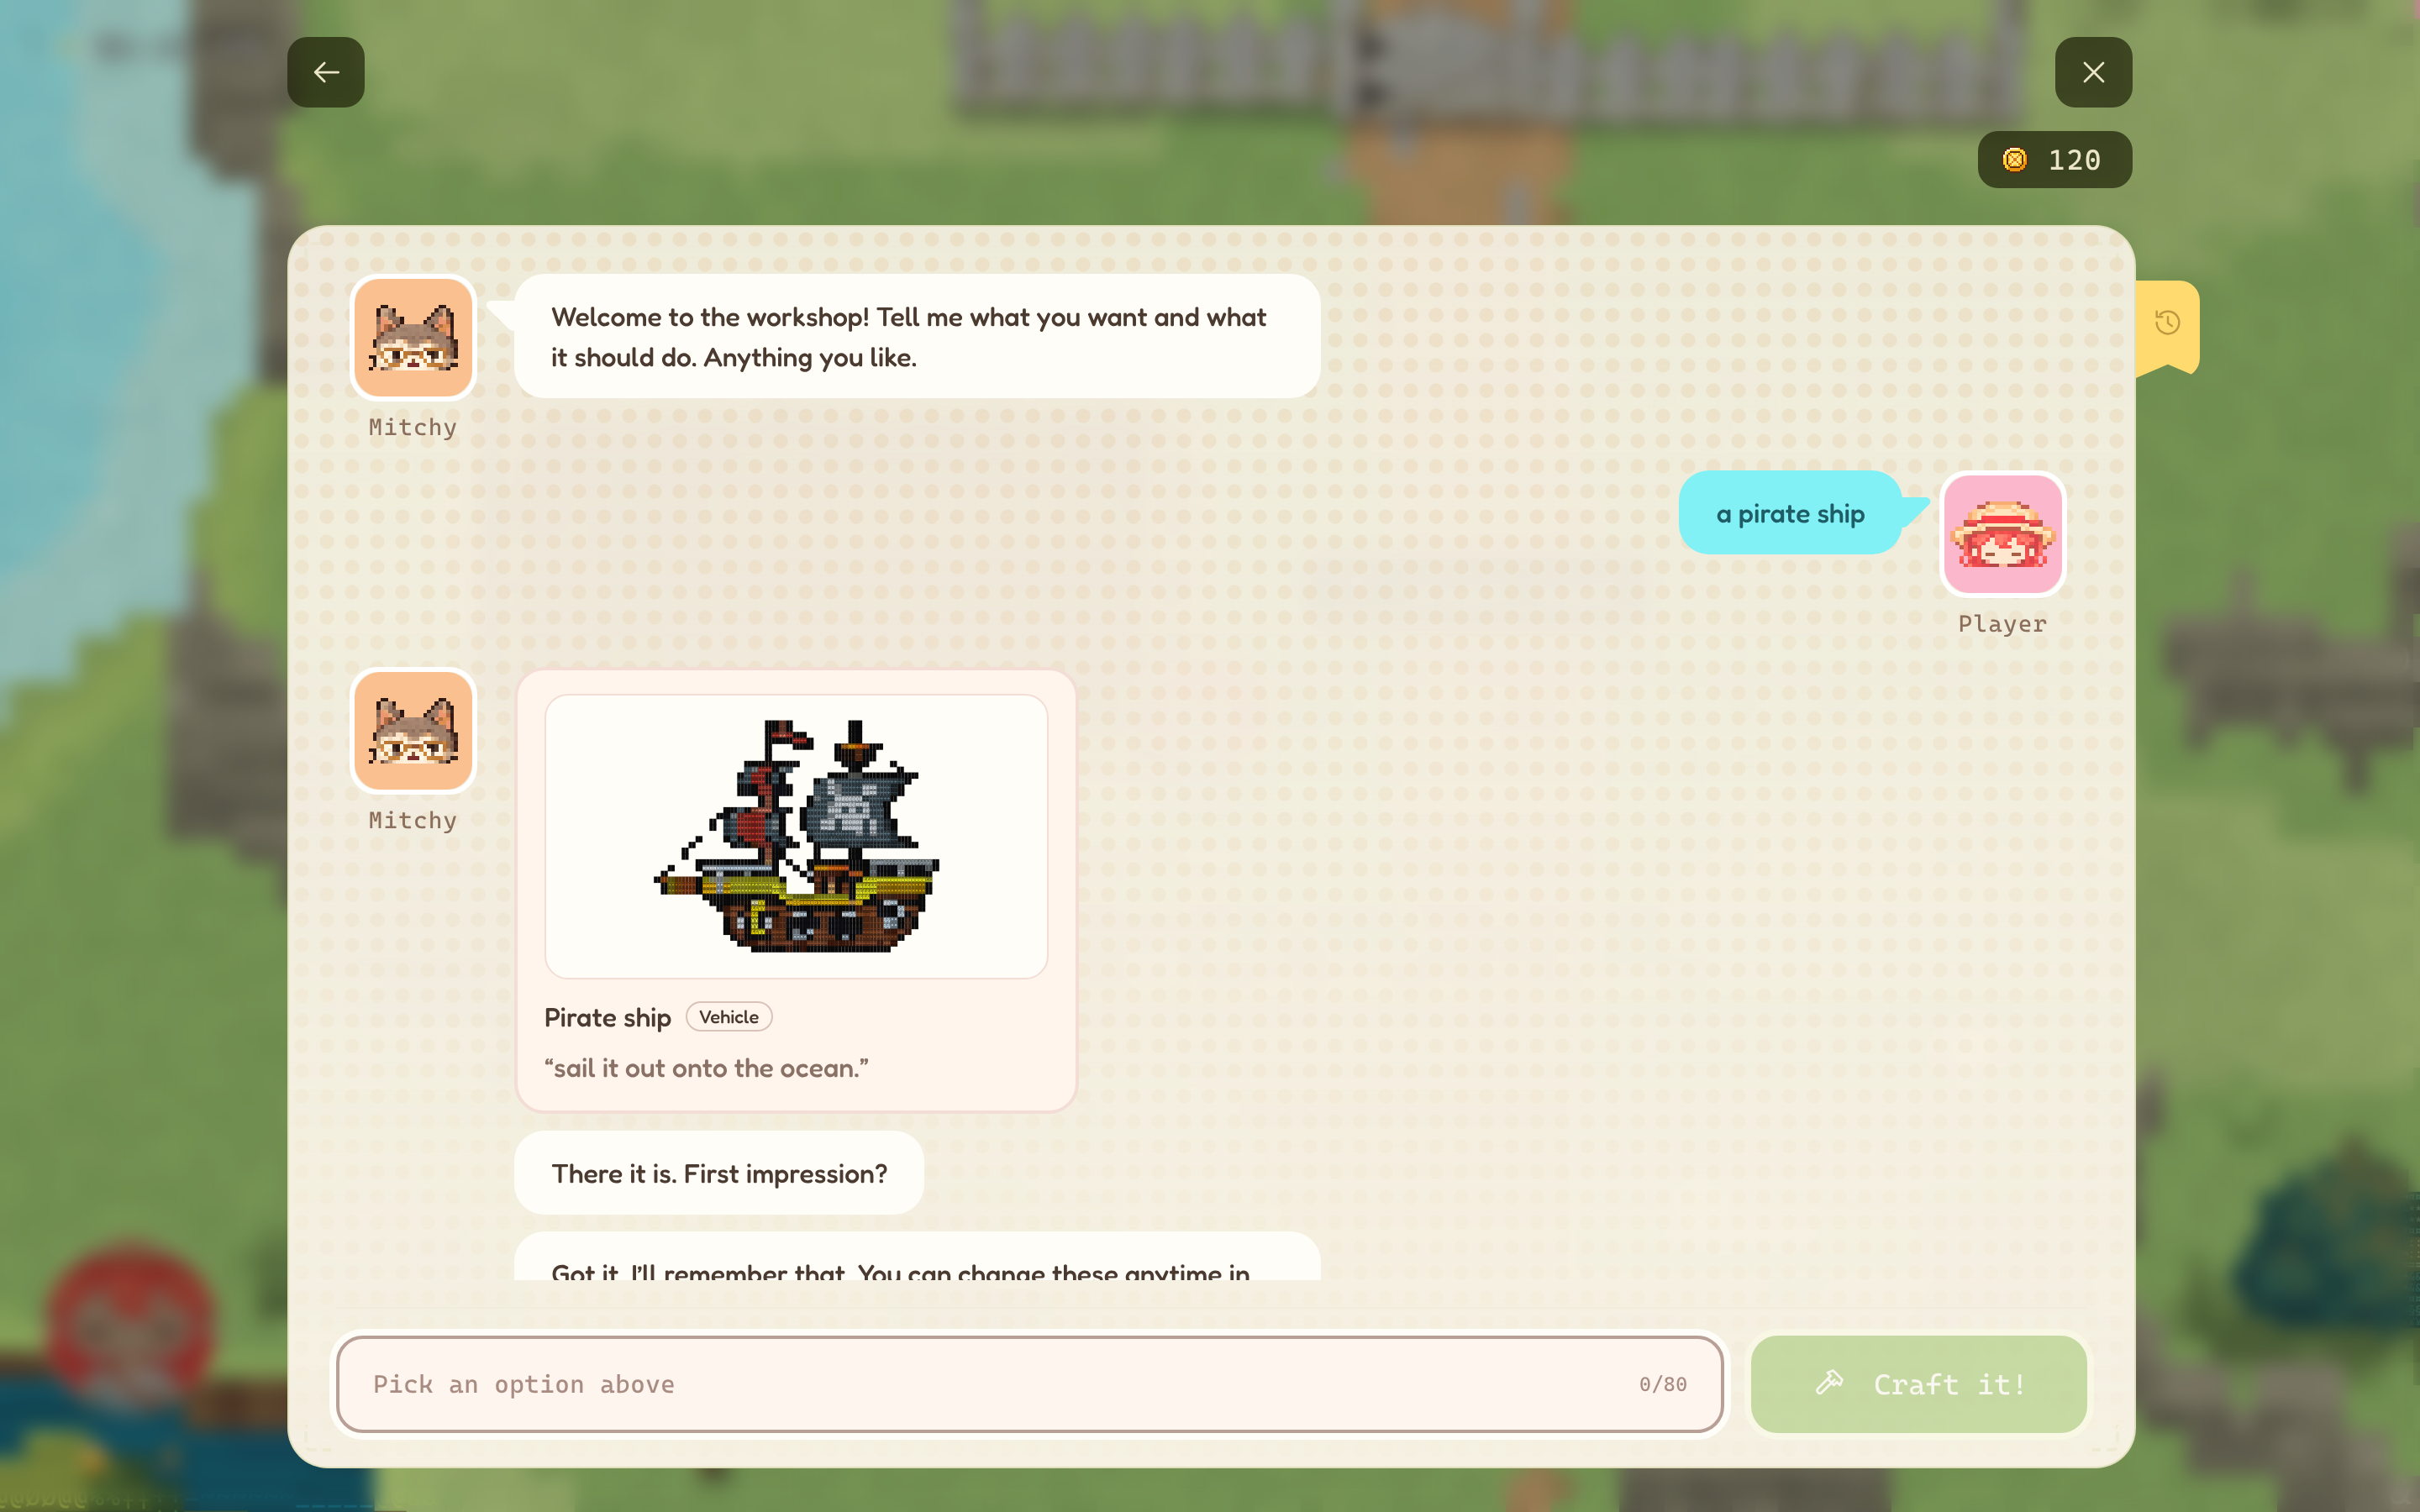 120
Welcome to the workshop! Tell me what you want and what
it should do. Anything you like.
Mitchy
a pirate ship
Player
Mitchy
Pirate ship Vehicle
“sail it out onto the ocean.”
There it is. First impression?
Got it. I’ll remember that. You can change these anytime in
Pick an option above 0/80
Craft it!